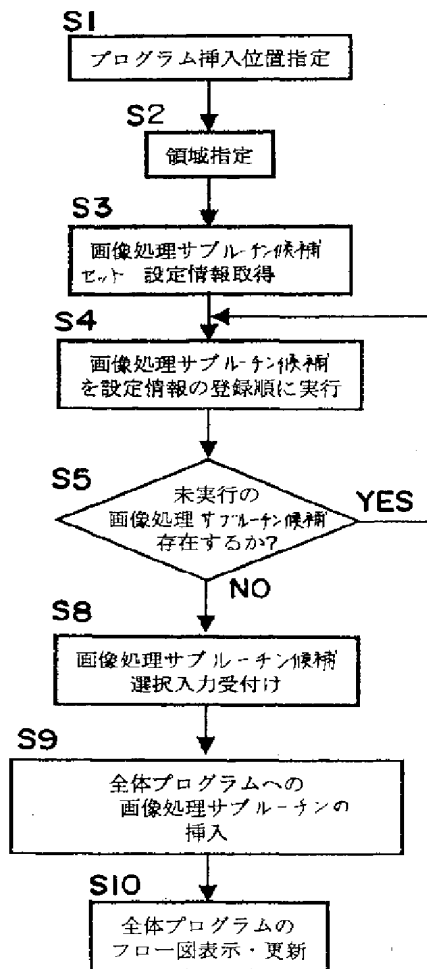 S1
プログラム挿入位置指定
S2
領域指定
S3
画像処理サブルーチン候補
セット 設定情報取得
S4
画像処理サブルーチン候補
を設定情報の登録順に実行
S5
未実行の
画像処理サブルーチン候補
存在するか?
YES
NO
S8
画像処理サブルーチン候補
選択入力受付け
S9
全体プログラムへの
画像処理サブルーチンの
挿入
S10
全体プログラムの
フロー図表示・更新